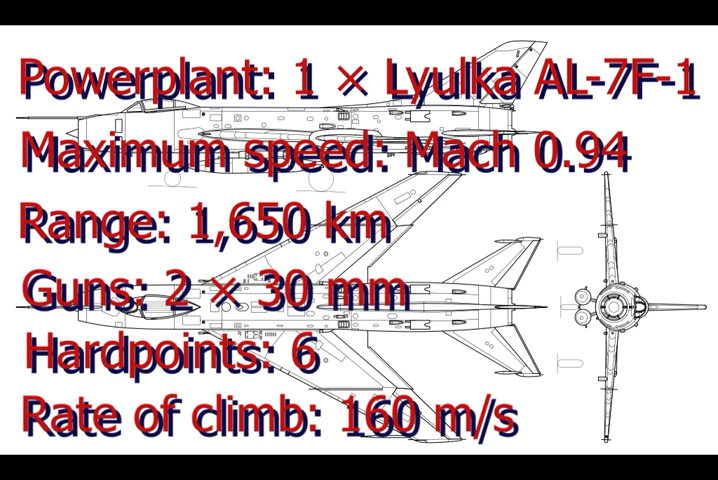 Powerplant: 1 × Lyulka AL-7F-1
Maximum speed: Mach 0.94
Range: 1,650 km
Guns: 2 × 30 mm
Hardpoints: 6
Rate of climb: 160 m/s